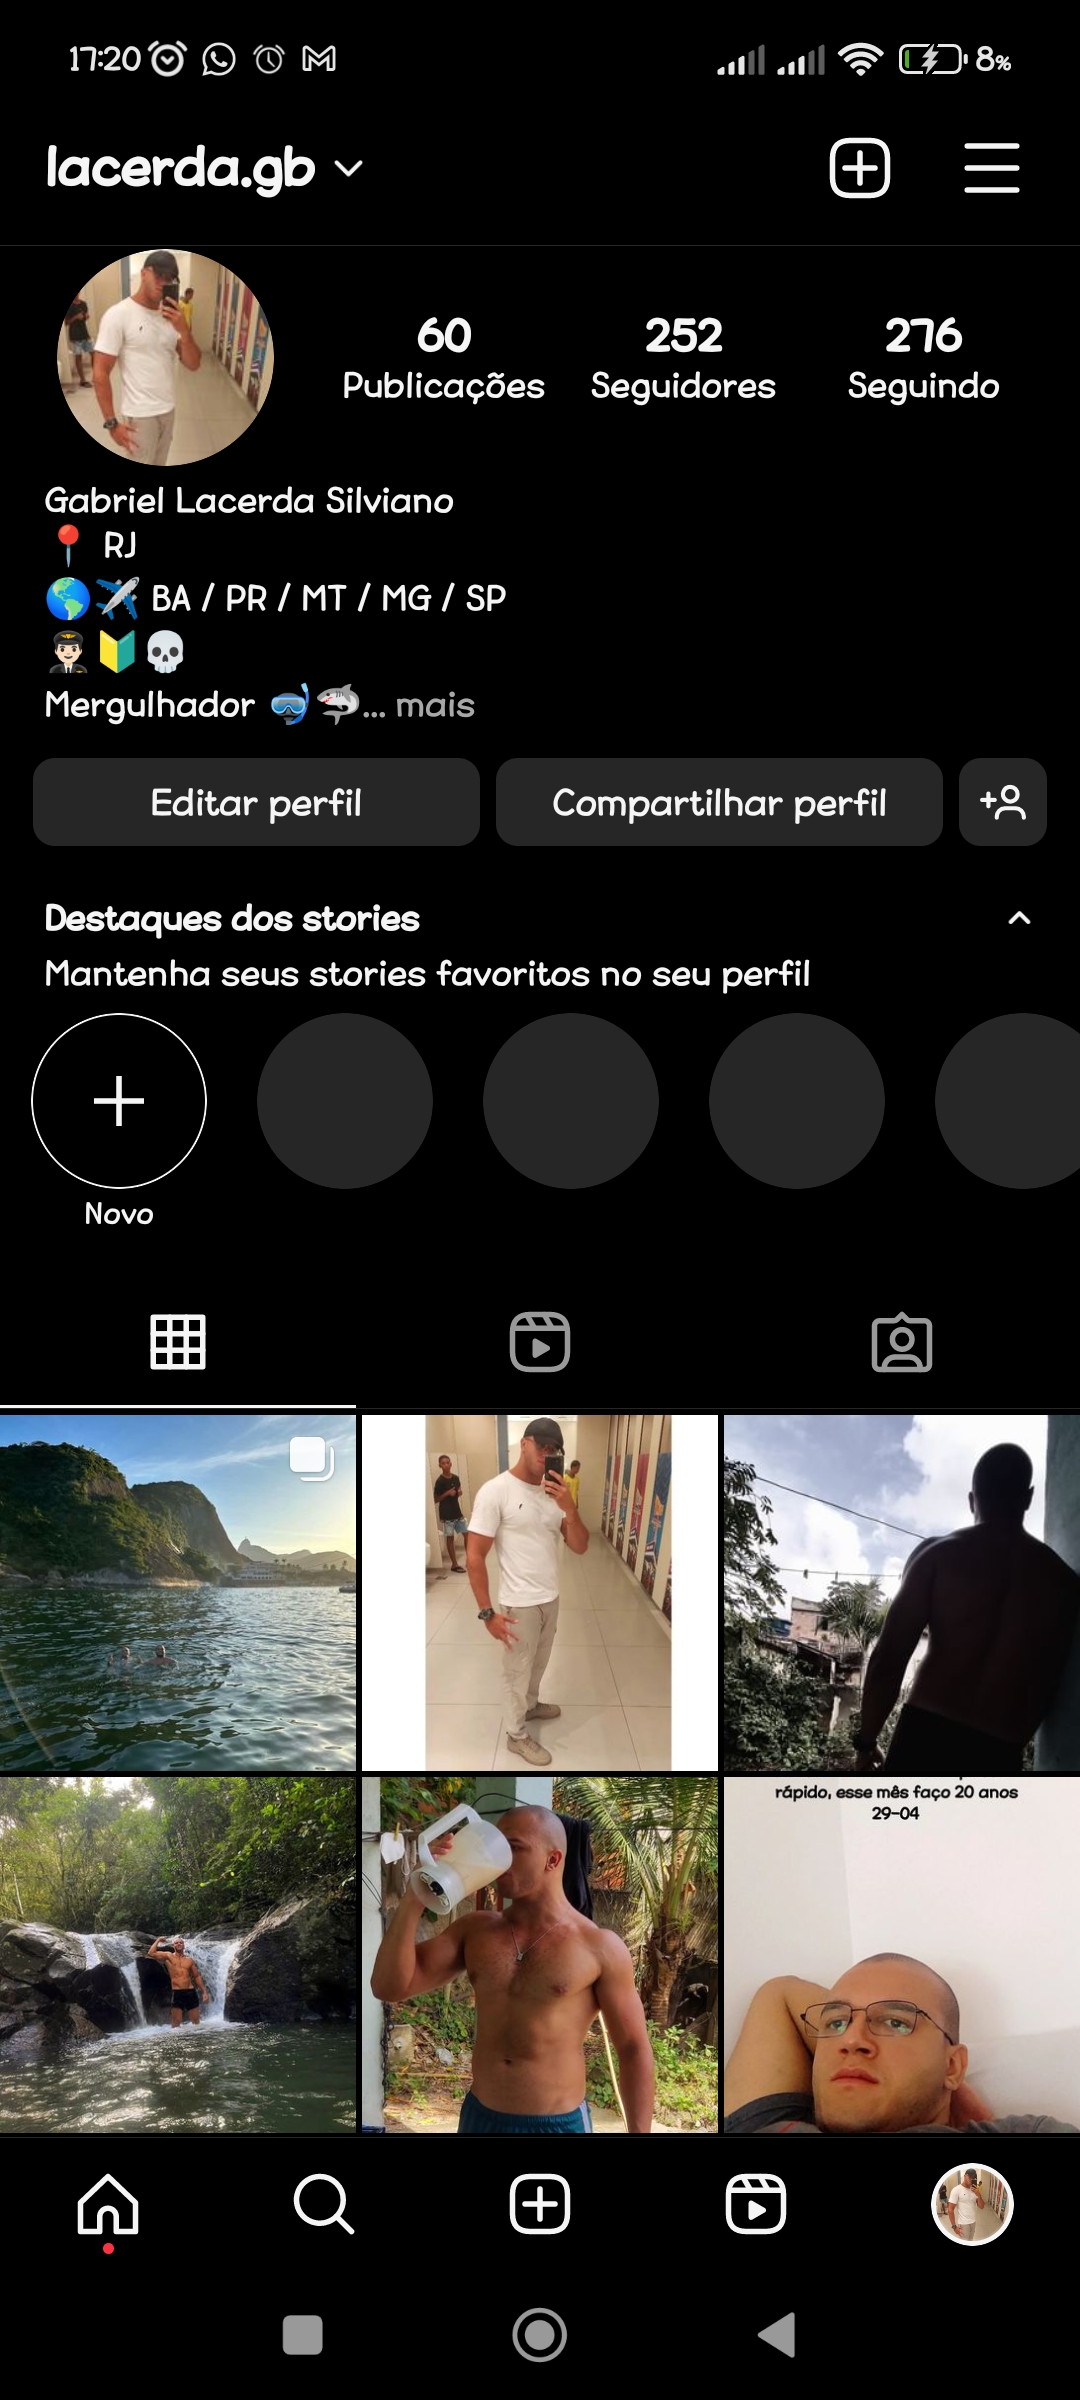 17:20 8%
lacerda.gb
60 252 276
Publicações Seguidores Seguindo
Gabriel Lacerda Silviano
RJ
BA / PR / MT / MG / SP
Mergulhador ... mais
Editar perfil Compartilhar perfil
Destaques dos stories
Mantenha seus stories favoritos no seu perfil
Novo
rápido, esse mês faço 20 anos
29-04